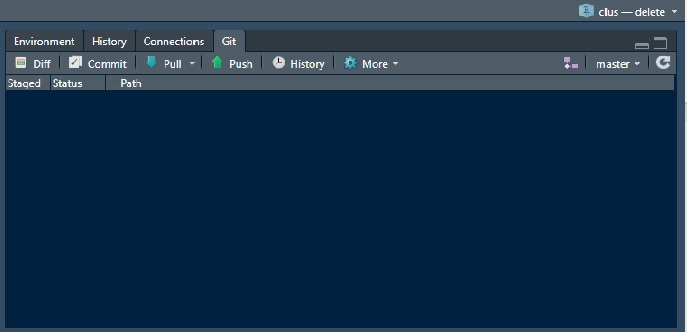 clus — delete
Environment History Connections Git
Diff Commit Pull Push History More master
Staged Status Path